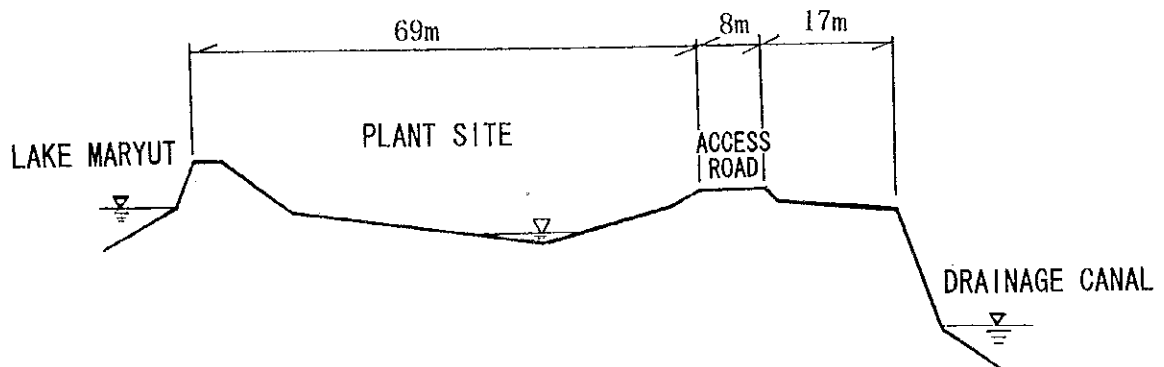 69m
8m
17m
LAKE MARYUT
PLANT SITE
ACCESS
ROAD
DRAINAGE CANAL